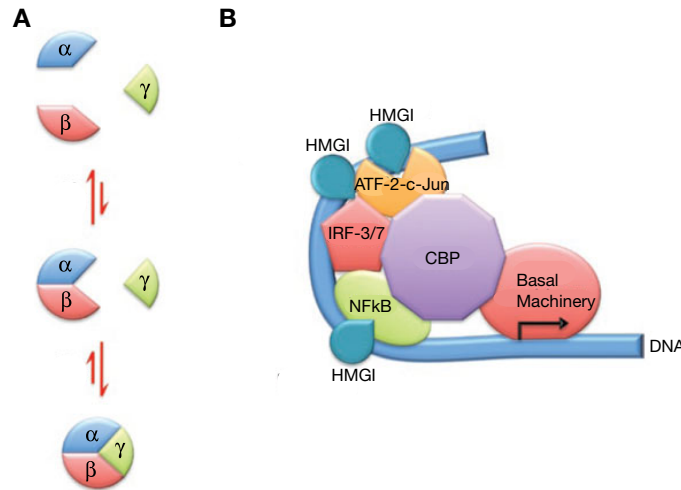 A
B
α
γ
β
α
β
γ
α
β
γ
HMGI
HMGI
ATF-2-c-Jun
IRF-3/7
CBP
NFkB
Basal
Machinery
DNA
HMGI